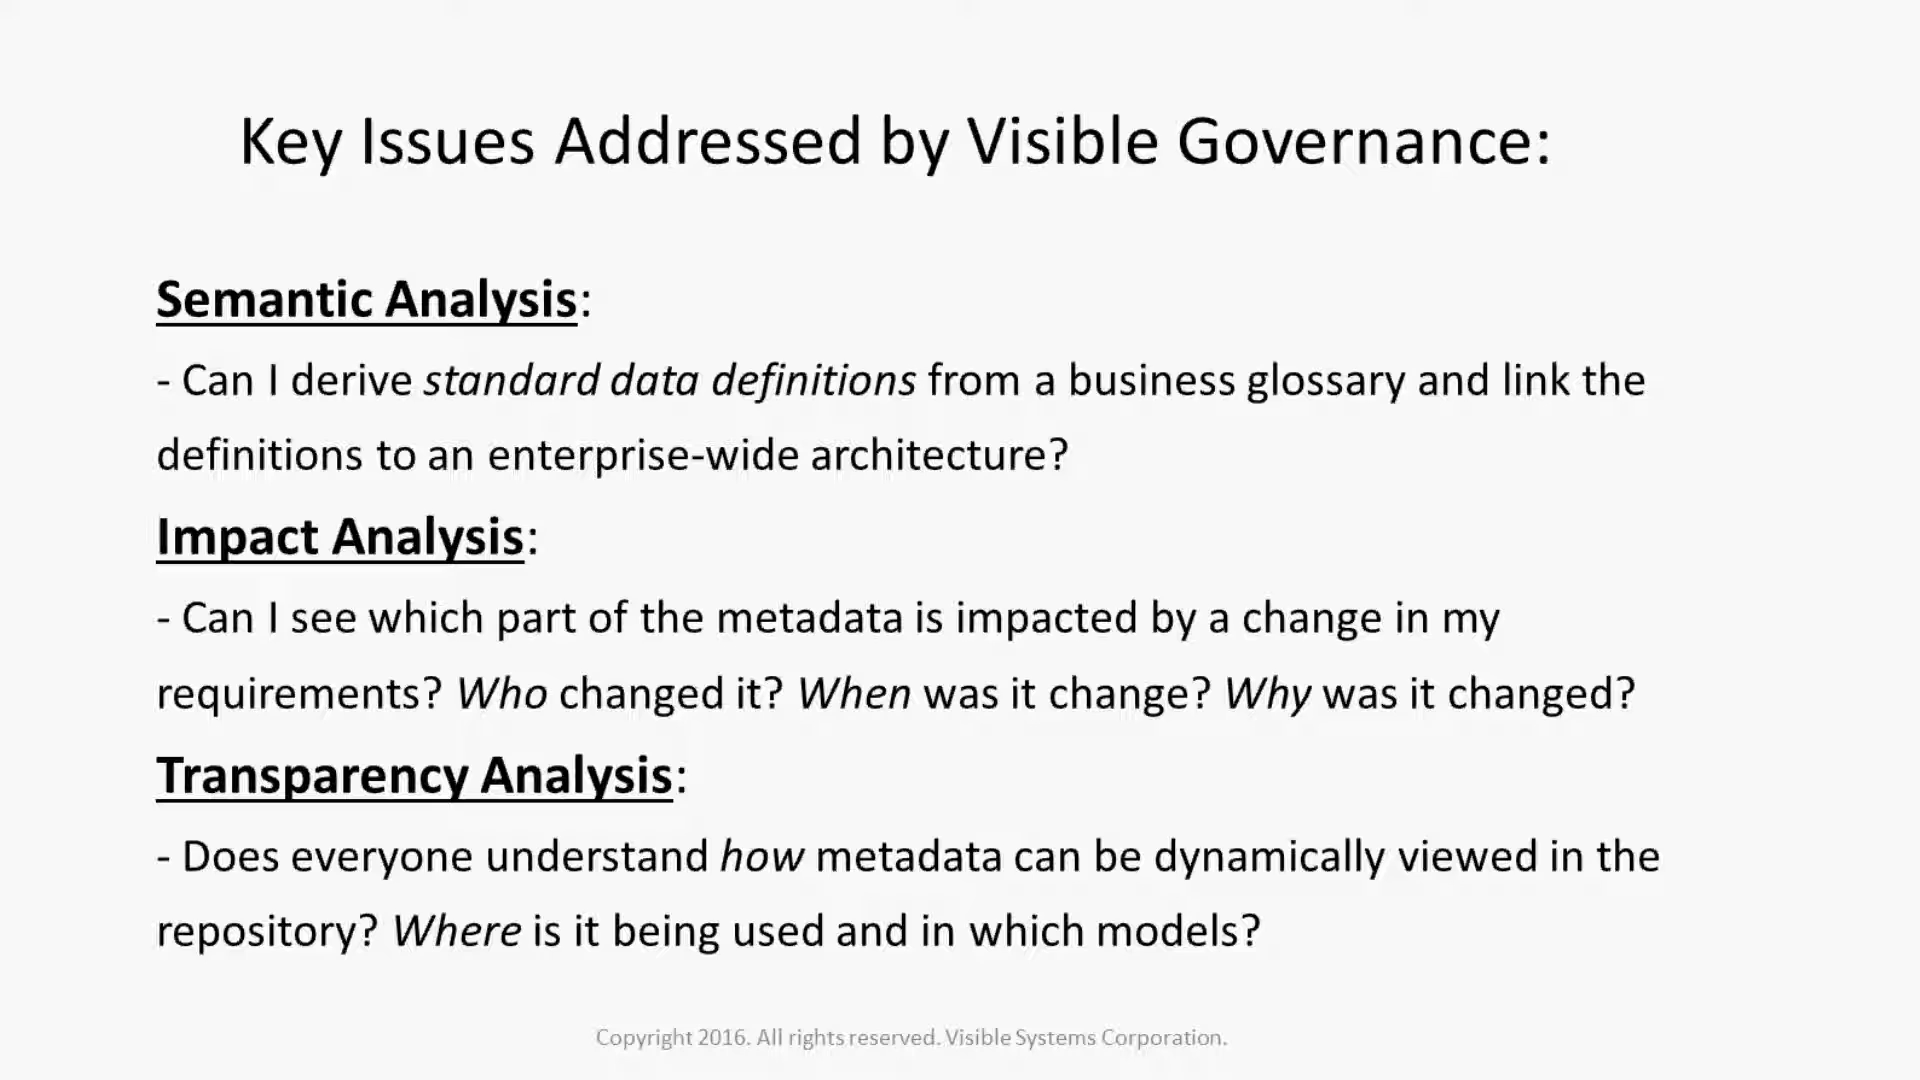 Key Issues Addressed by Visible Governance:
Semantic Analysis:
- Can I derive standard data definitions from a business glossary and link the
definitions to an enterprise-wide architecture?
Impact Analysis:
- Can I see which part of the metadata is impacted by a change in my
requirements? Who changed it? When was it change? Why was it changed?
Transparency Analysis:
- Does everyone understand how metadata can be dynamically viewed in the
repository? Where is it being used and in which models?
Copyright 2016. All rights reserved. Visible Systems Corporation.